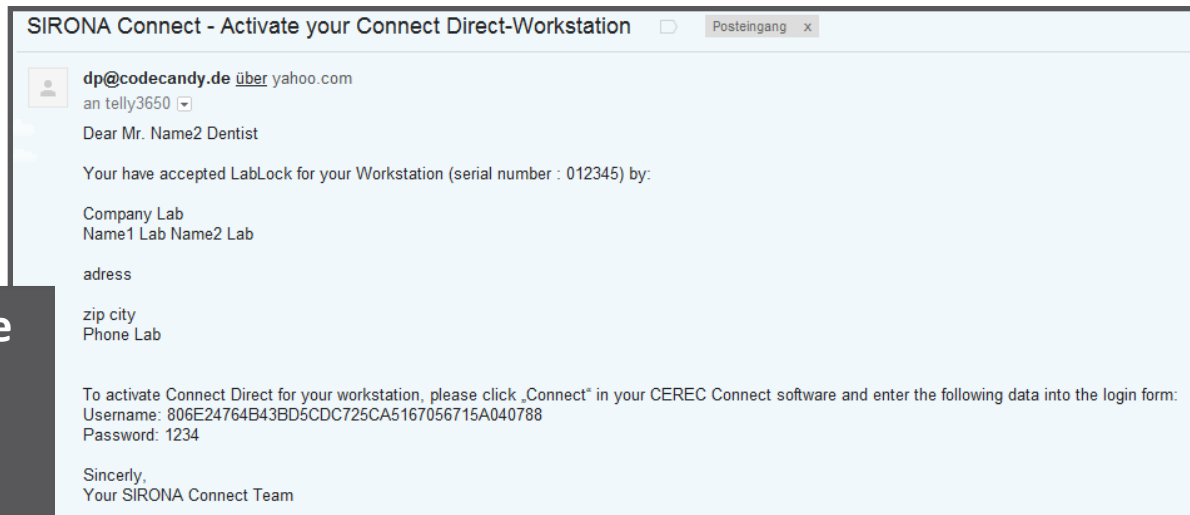 SIRONA Connect - Activate your Connect Direct-Workstation Posteingang x
dp@codecandy.de über yahoo.com
an telly3650
Dear Mr. Name2 Dentist
Your have accepted LabLock for your Workstation (serial number : 012345) by:
Company Lab
Name1 Lab Name2 Lab
adress
zip city
Phone Lab
e
To activate Connect Direct for your workstation, please click „Connect“ in your CEREC Connect software and enter the following data into the login form:
Username: 806E24764B43BD5CDC725CA5167056715A040788
Password: 1234
Sincerly,
Your SIRONA Connect Team